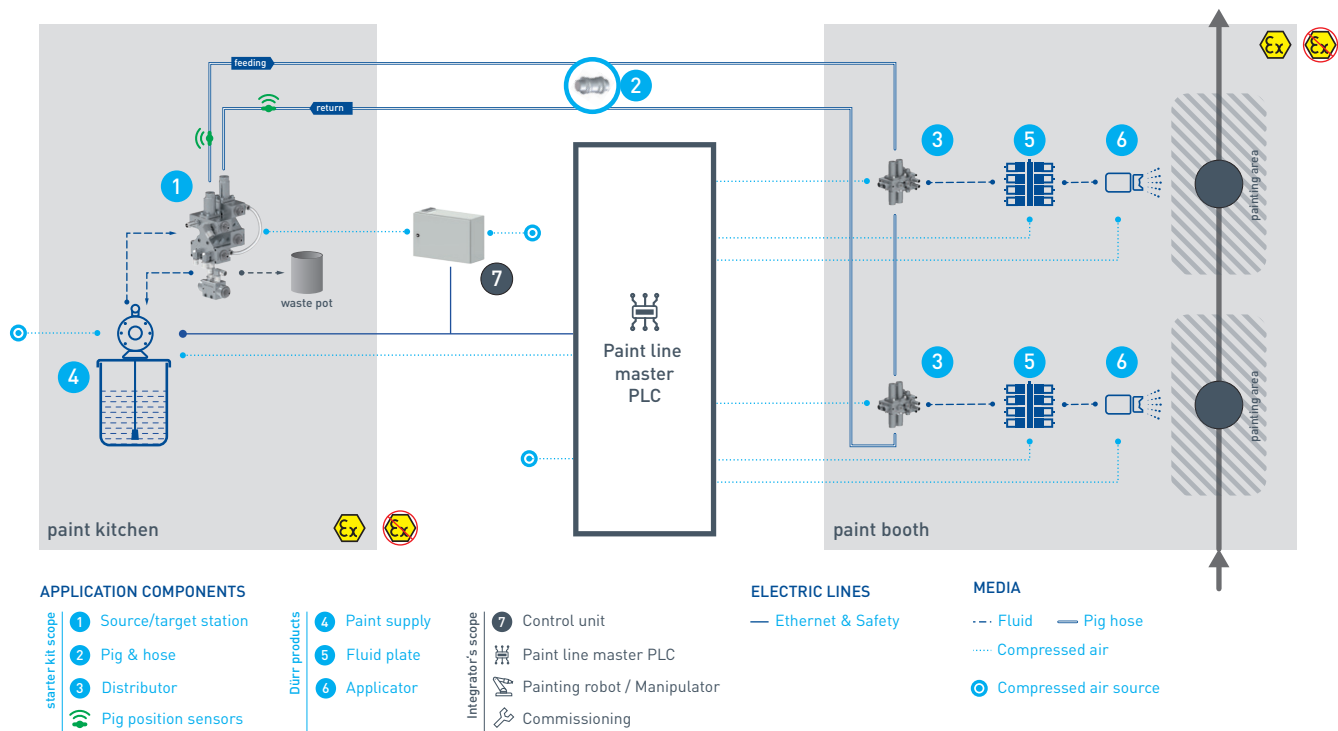 feeding
2
return
1
3
5
6
painting area
7
waste pot
Paint line
master
PLC
4
3
5
6
painting area
paint kitchen
Ex
Ex
paint booth
Ex
Ex
APPLICATION COMPONENTS
starter kit scope
1 Source/target station
2 Pig & hose
3 Distributor
Pig position sensors
Dürr products
4 Paint supply
5 Fluid plate
6 Applicator
Integrator's scope
7 Control unit
Paint line master PLC
Painting robot / Manipulator
Commissioning
ELECTRIC LINES
Ethernet & Safety
MEDIA
Fluid
Pig hose
Compressed air
Compressed air source